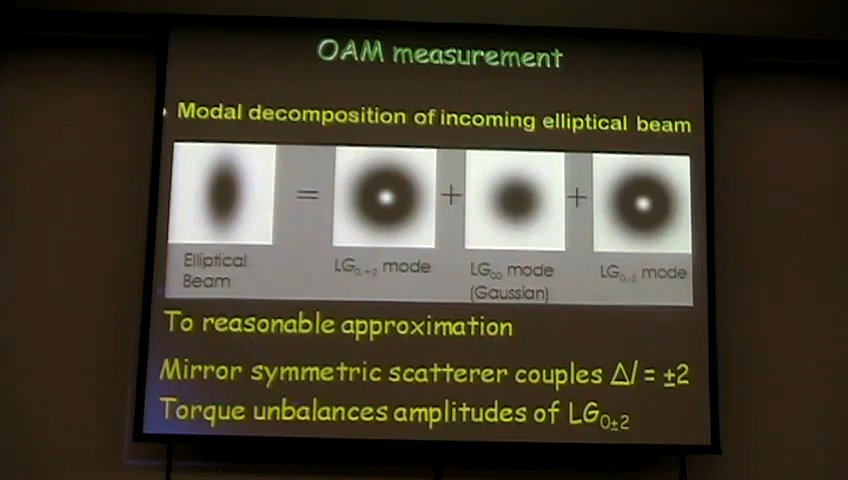 OAM measurement
Modal decomposition of incoming elliptical beam
= + +
Elliptical Beam
LG₀,₊₂ mode
LG₀₀ mode
(Gaussian)
LG₀,₋₂ mode
To reasonable approximation
Mirror symmetric scatterer couples Δl = ±2
Torque unbalances amplitudes of LG₀±₂